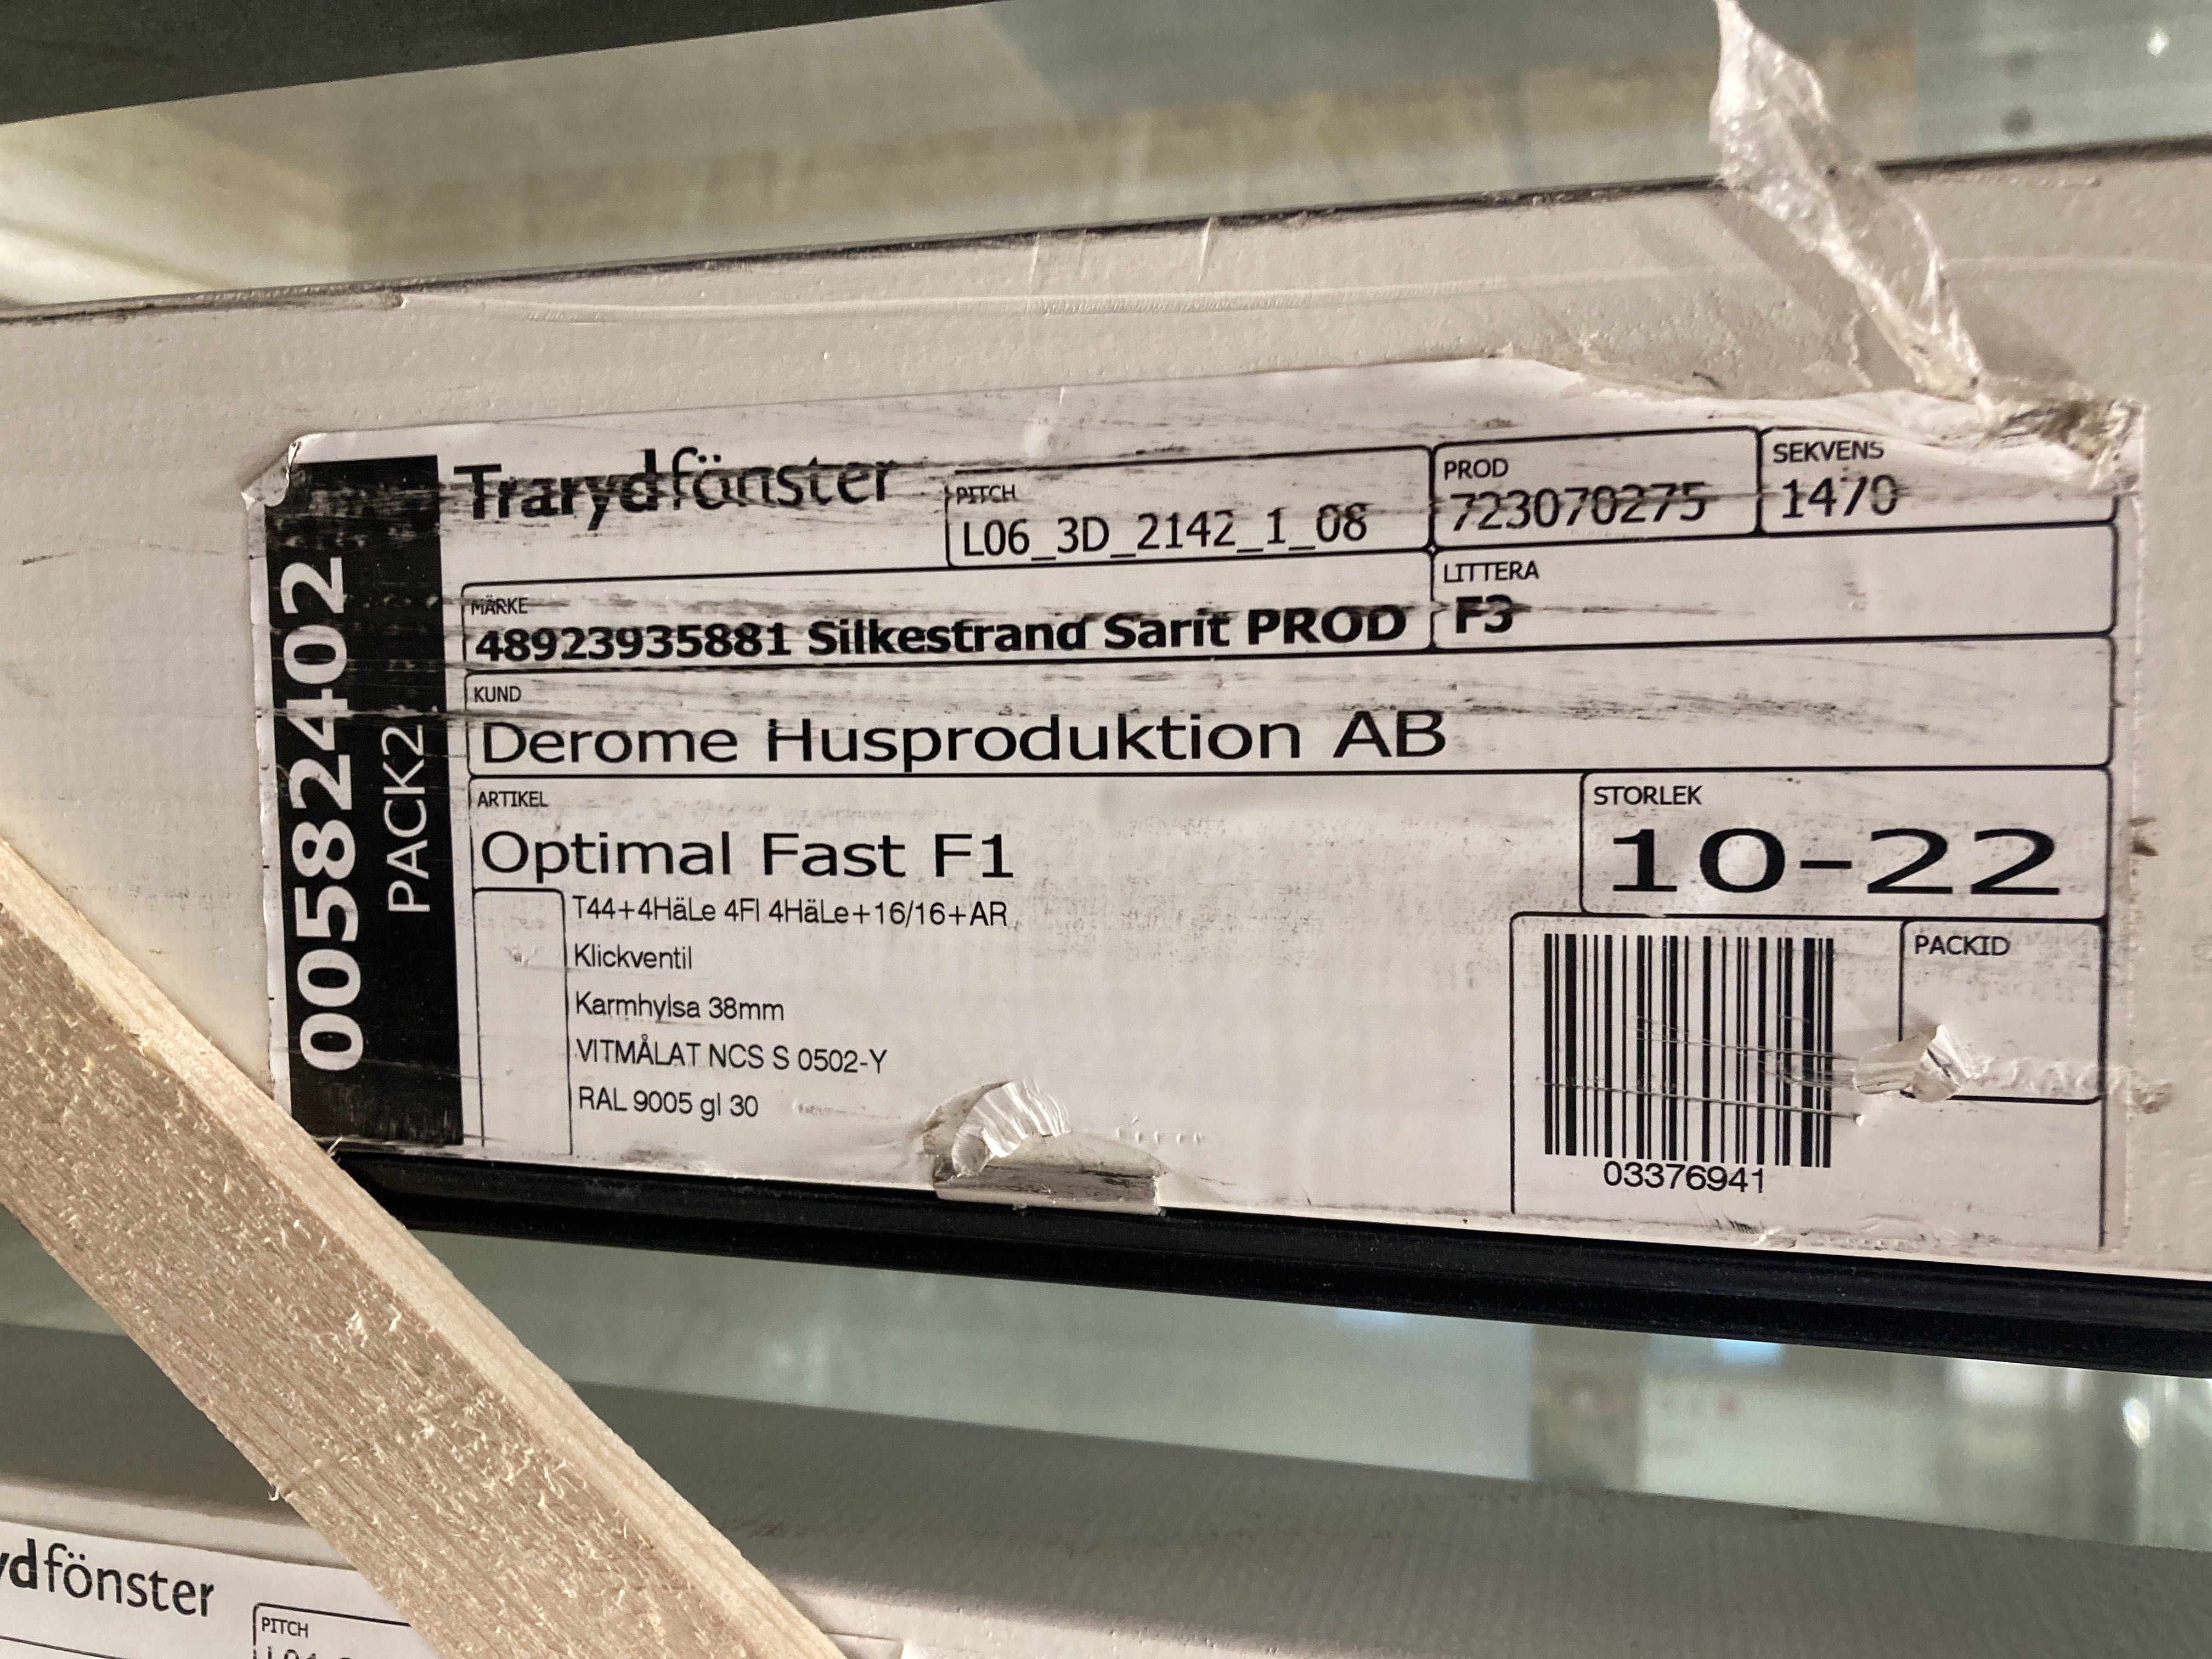 Trarydfönster
PITCH
L06_3D_2142_1_08
PROD
723070275
SEKVENS
1470
MÄRKE
48923935881 Silkestrand Sarit PROD
LITTERA
F3
KUND
Derome Husproduktion AB
ARTIKEL
Optimal Fast F1
STORLEK
10-22
T44+4HäLe 4Fl 4HäLe+16/16+AR
Klickventil
Karmhylsa 38mm
VITMÅLAT NCS S 0502-Y
RAL 9005 gl 30
PACKID
03376941
00582402
PACK2
ydfönster
PITCH